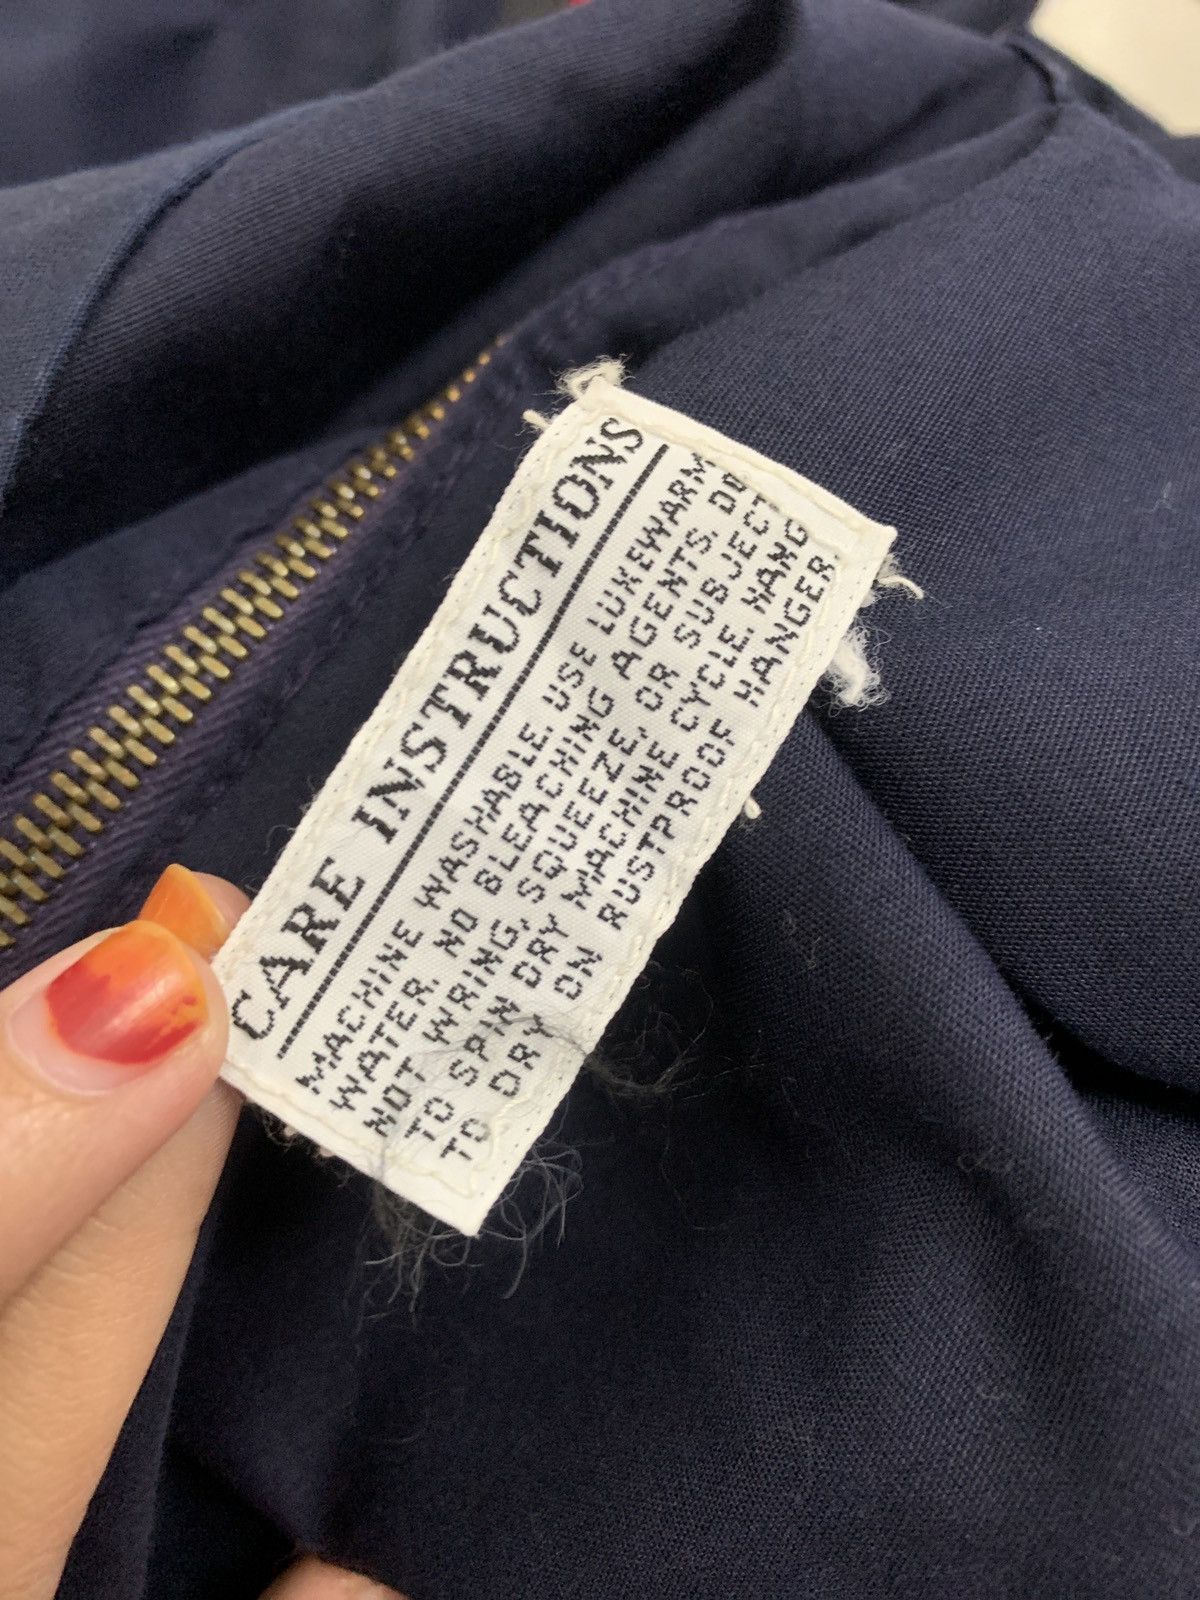 CARE INSTRUCTIONS
MACHINE WASHABLE. USE LUKEWARM
WATER. NO BLEACHING AGENTS. DO
NOT WRING, SQUEEZE, OR SUBJECT
TO SPIN DRY MACHINE CYCLE. HANG
TO DRY ON RUSTPROOF HANGER.